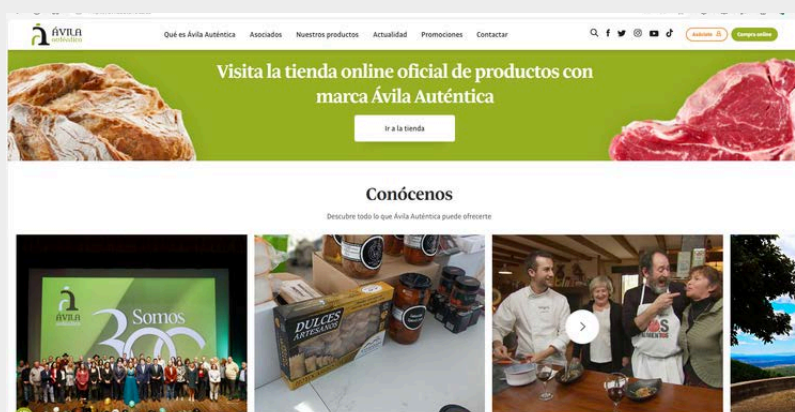 ÁVILA
auténtica
Qué es Ávila Auténtica Asociados Nuestros productos Actualidad Promociones Contactar
Asóciate
Compra online
Visita la tienda online oficial de productos con
marca Ávila Auténtica
Ir a la tienda
Conócenos
Descubre todo lo que Ávila Auténtica puede ofrecerte
ÁVILA
auténtica
Somos
300
DULCES
ARTESANOS